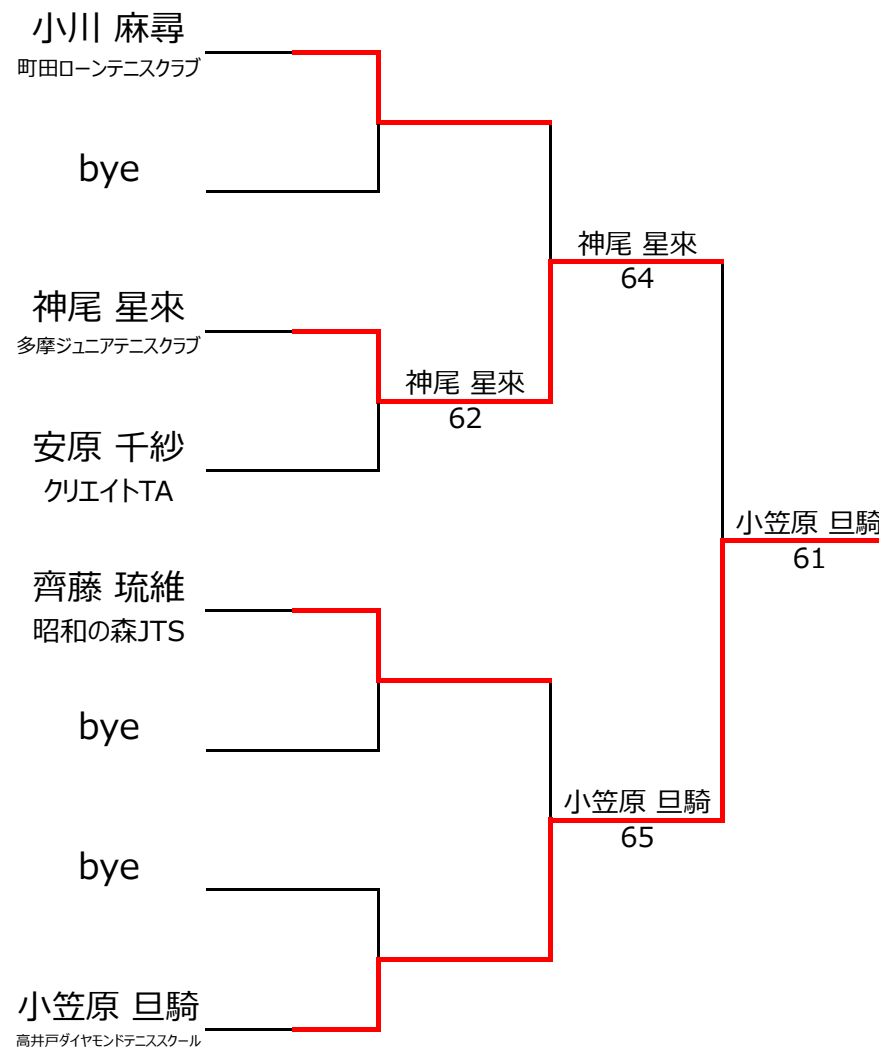 小川 麻尋
町田ローンテニスクラブ
bye
神尾 星來
64
神尾 星來
多摩ジュニアテニスクラブ
神尾 星來
62
安原 千紗
クリエイトTA
小笠原 旦騎
61
齊藤 琉維
昭和の森JTS
bye
小笠原 旦騎
65
bye
小笠原 旦騎
高井戸ダイヤモンドテニススクール